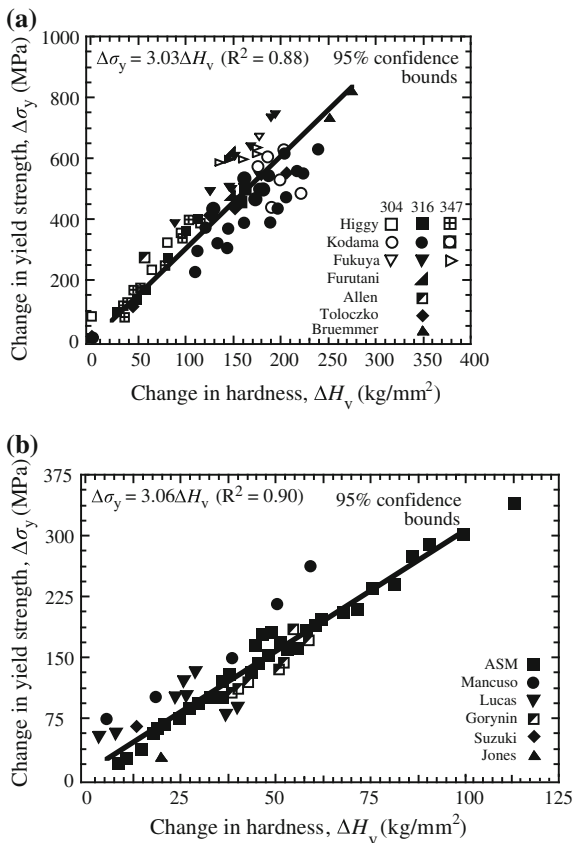 (a)
1000
800
600
400
200
0
Change in yield strength, Δσy (MPa)
Δσy = 3.03ΔHv (R² = 0.88)
95% confidence
bounds
304 316 347
Higgy
Kodama
Fukuya
Furutani
Allen
Toloczko
Bruemmer
0 50 100 150 200 250 300 350 400
Change in hardness, ΔHv (kg/mm²)
(b)
375
300
225
150
75
0
Change in yield strength, Δσy (MPa)
Δσy = 3.06ΔHv (R² = 0.90)
95% confidence
bounds
ASM
Mancuso
Lucas
Gorynin
Suzuki
Jones
0 25 50 75 100 125
Change in hardness, ΔHv (kg/mm²)